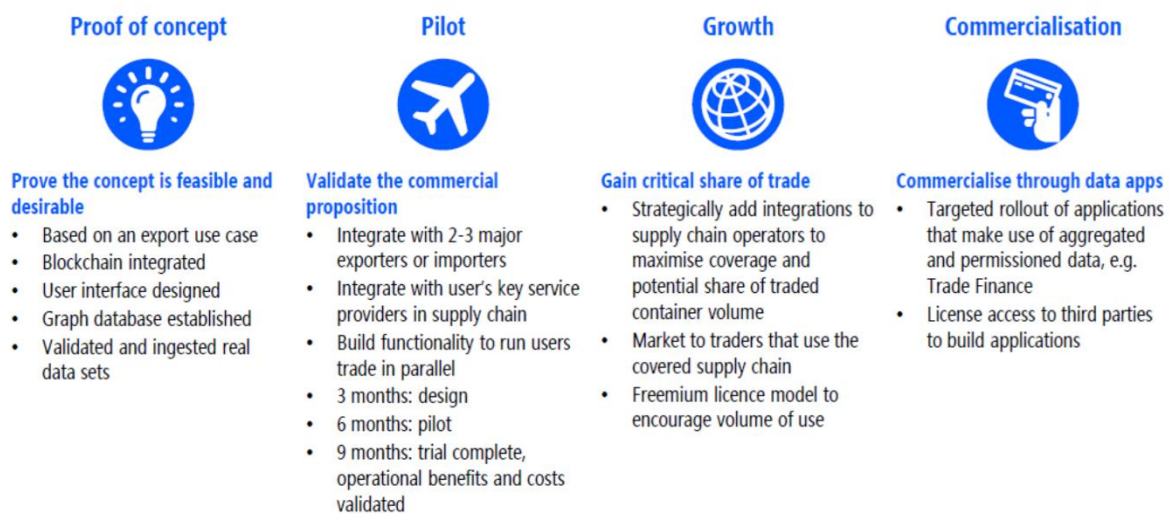 Proof of concept
Prove the concept is feasible and
desirable
• Based on an export use case
• Blockchain integrated
• User interface designed
• Graph database established
• Validated and ingested real
data sets
Pilot
Validate the commercial
proposition
• Integrate with 2-3 major
exporters or importers
• Integrate with user's key service
providers in supply chain
• Build functionality to run users
trade in parallel
• 3 months: design
• 6 months: pilot
• 9 months: trial complete,
operational benefits and costs
validated
Growth
Gain critical share of trade
• Strategically add integrations to
supply chain operators to
maximise coverage and
potential share of traded
container volume
• Market to traders that use the
covered supply chain
• Freemium licence model to
encourage volume of use
Commercialisation
Commercialise through data apps
• Targeted rollout of applications
that make use of aggregated
and permissioned data, e.g.
Trade Finance
• License access to third parties
to build applications